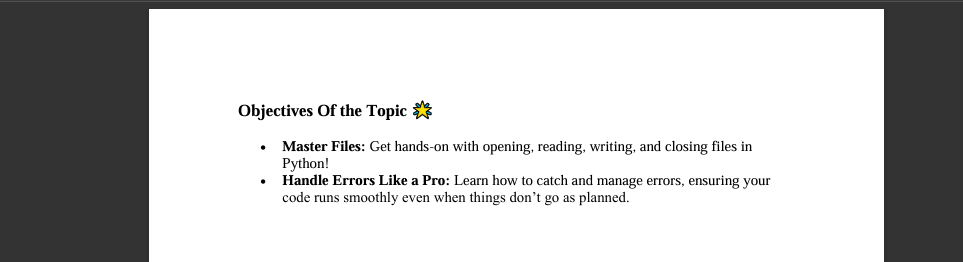 Objectives Of the Topic 🌟
• Master Files: Get hands-on with opening, reading, writing, and closing files in
Python!
• Handle Errors Like a Pro: Learn how to catch and manage errors, ensuring your
code runs smoothly even when things don’t go as planned.